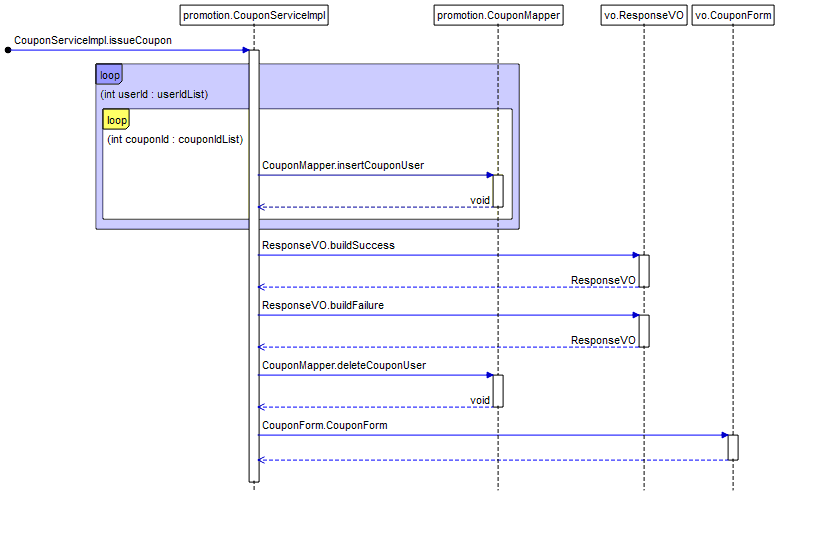 promotion.CouponServiceImpl
promotion.CouponMapper
vo.ResponseVO
vo.CouponForm
CouponServiceImpl.issueCoupon
loop
(int userId : userIdList)
loop
(int couponId : couponIdList)
CouponMapper.insertCouponUser
void
ResponseVO.buildSuccess
ResponseVO
ResponseVO.buildFailure
ResponseVO
CouponMapper.deleteCouponUser
void
CouponForm.CouponForm